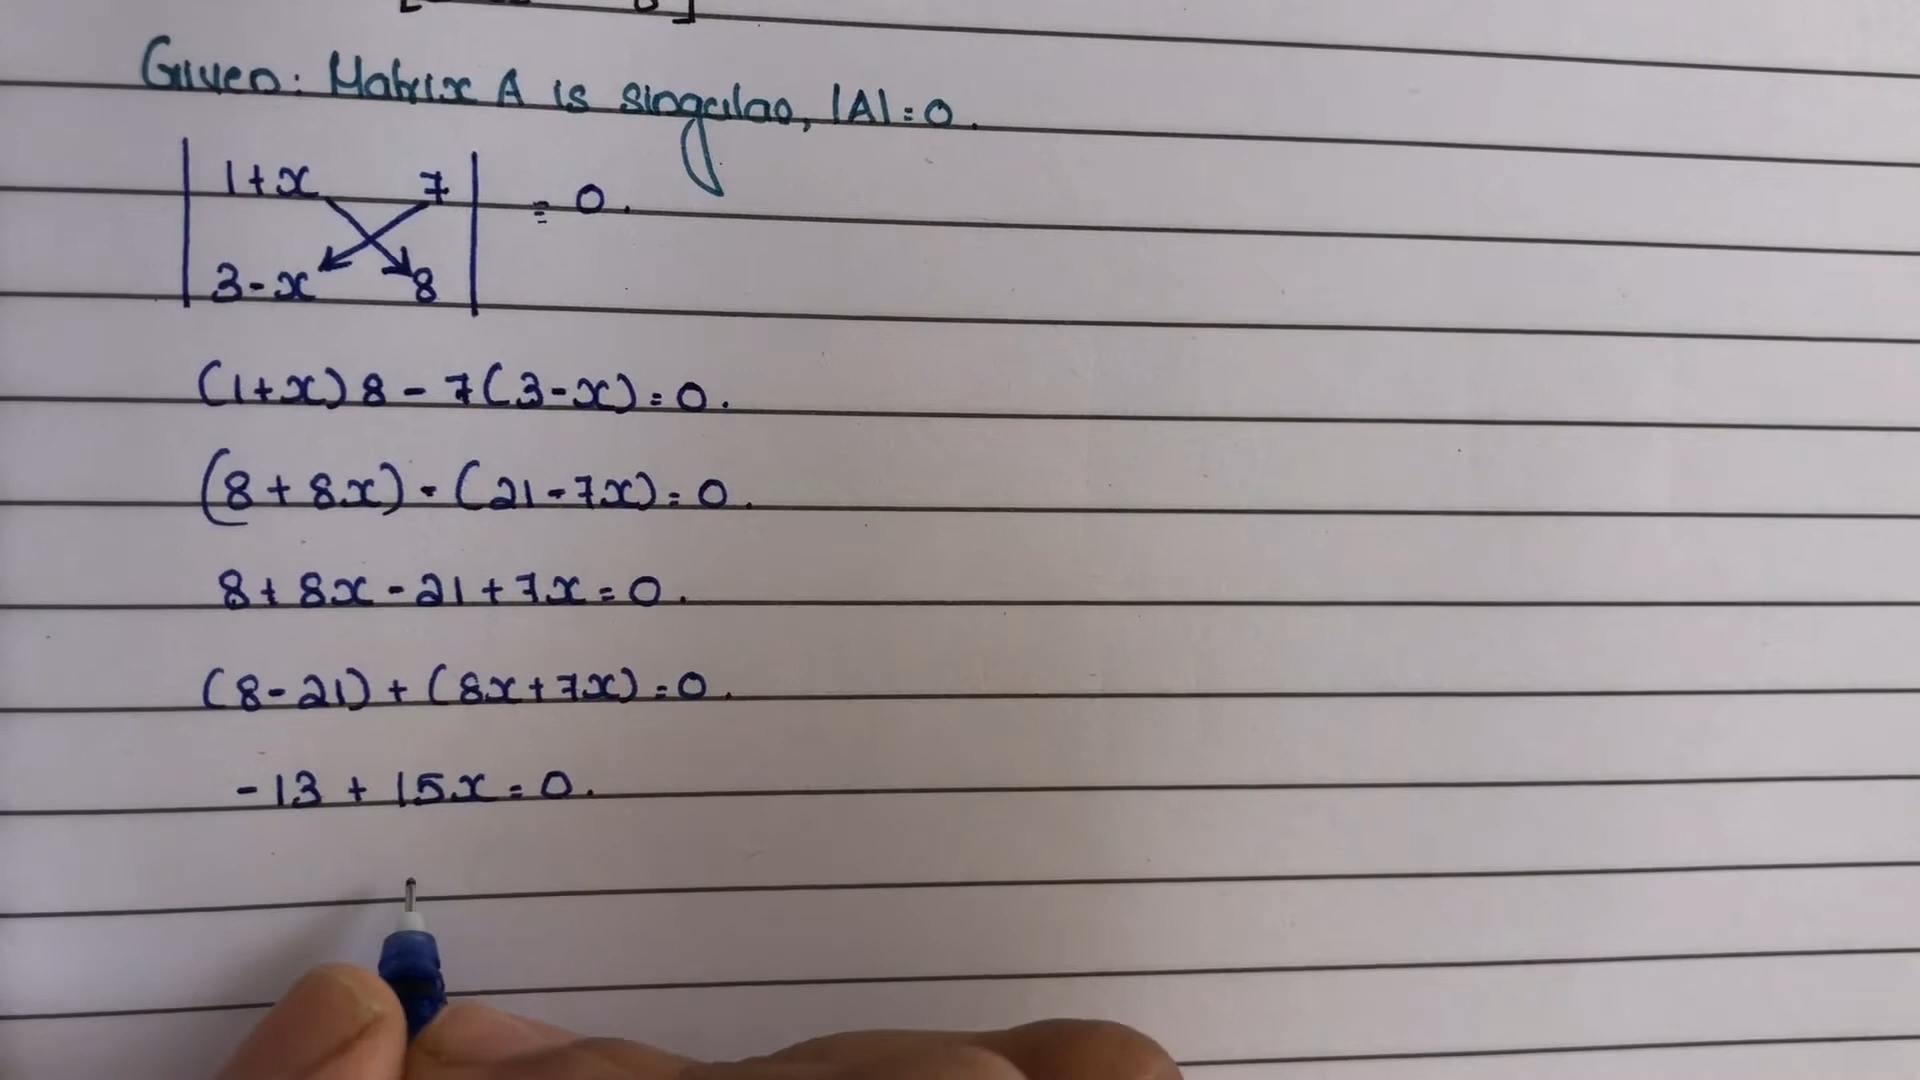 Given: Matrix A is singular, |A| = 0.
| 1+x 7 | = 0.
| 3-x 8 |
(1+x) 8 - 7(3-x) = 0.
(8 + 8x) - (21 - 7x) = 0.
8 + 8x - 21 + 7x = 0.
(8 - 21) + (8x + 7x) = 0.
-13 + 15x = 0.